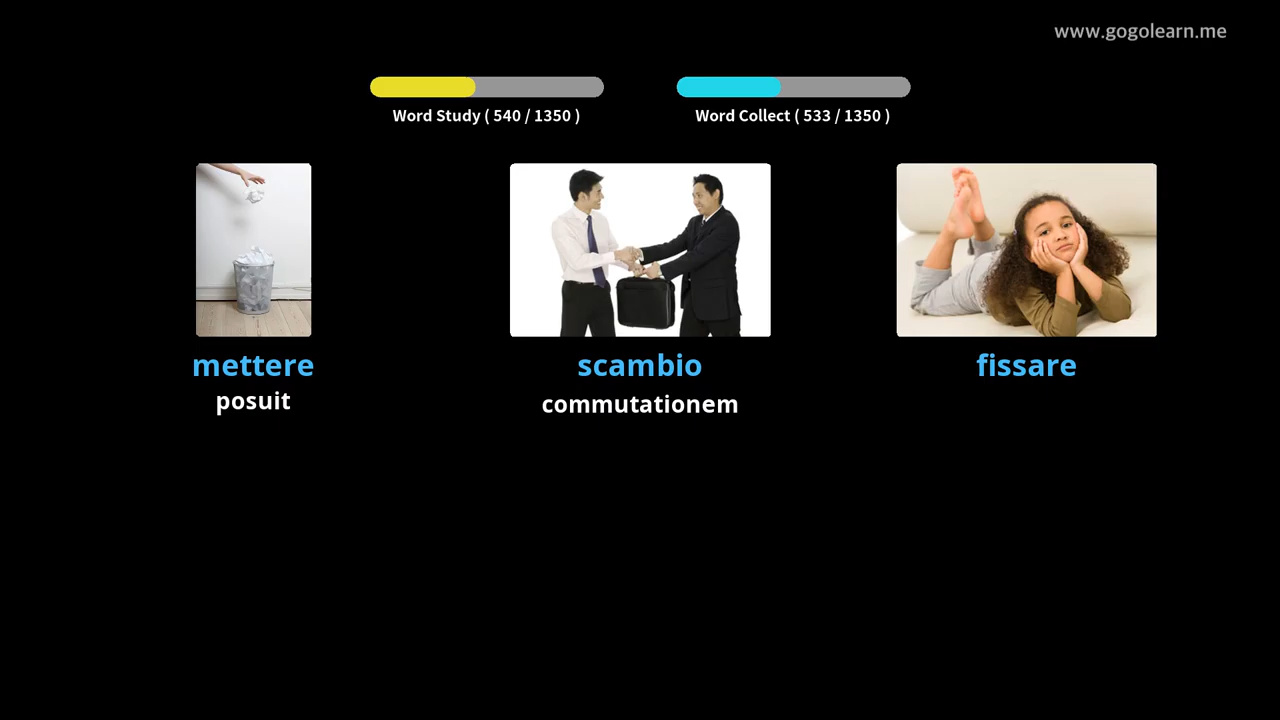 www.gogolearn.me
Word Study ( 540 / 1350 )
Word Collect ( 533 / 1350 )
mettere
posuit
scambio
commutationem
fissare